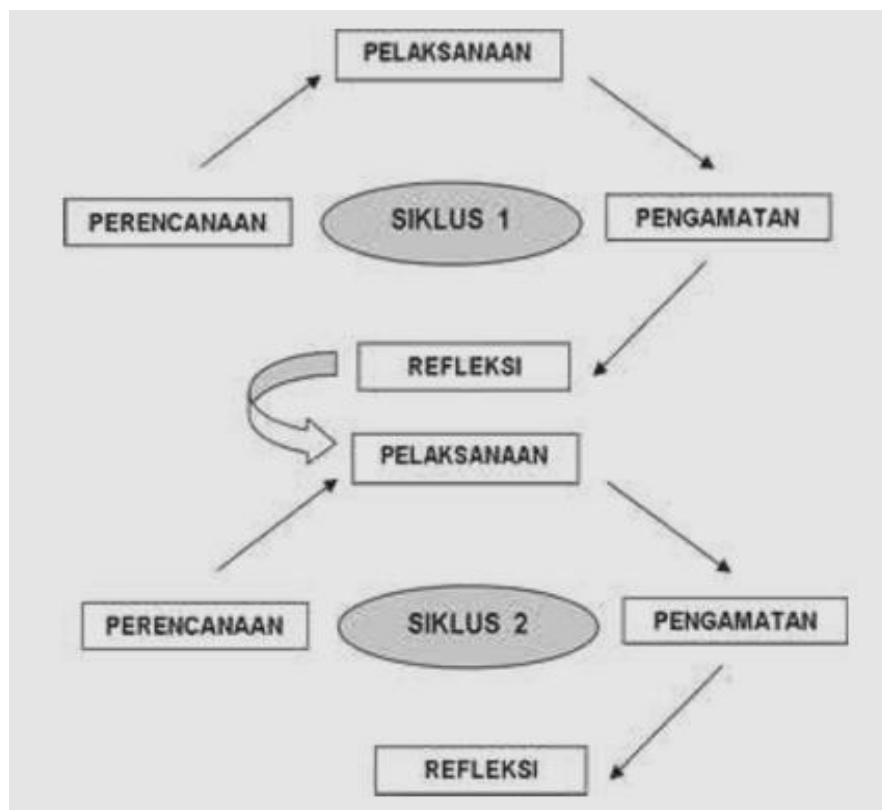 PELAKSANAAN
PERENCANAAN
SIKLUS 1
PENGAMATAN
REFLEKSI
PELAKSANAAN
PERENCANAAN
SIKLUS 2
PENGAMATAN
REFLEKSI